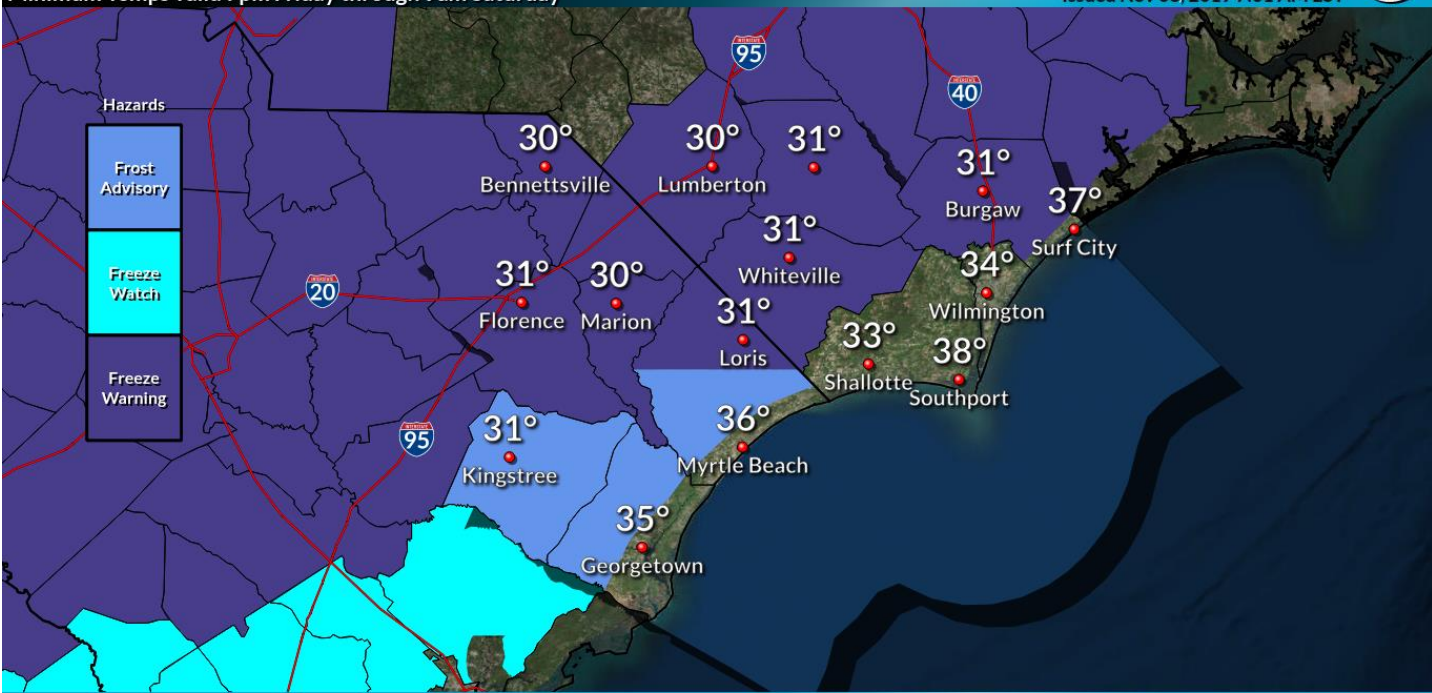 Hazards
Frost
Advisory
Freeze
Watch
Freeze
Warning
INTERSTATE
95
40
30°
Bennettsville
30°
Lumberton
31°
31°
Burgaw
37°
Surf City
31°
Whiteville
34°
Wilmington
20
31°
Florence
30°
Marion
31°
Loris
33°
Shallotte
38°
Southport
95
31°
Kingstree
36°
Myrtle Beach
35°
Georgetown